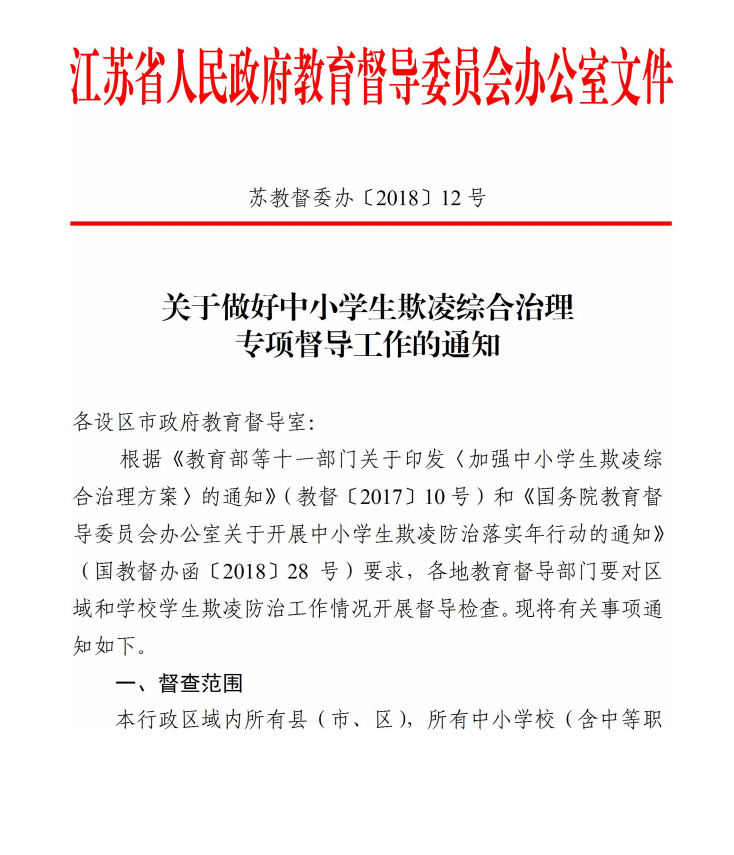 江苏省人民政府教育督导委员会办公室文件
苏教督委办〔2018〕12 号
关于做好中小学生欺凌综合治理
专项督导工作的通知
各设区市政府教育督导室：
根据《教育部等十一部门关于印发〈加强中小学生欺凌综
合治理方案〉的通知》（教督〔2017〕10 号）和《国务院教育督
导委员会办公室关于开展中小学生欺凌防治落实年行动的通知》
（国教督办函〔2018〕28 号）要求，各地教育督导部门要对区
域和学校学生欺凌防治工作情况开展督导检查。现将有关事项通
知如下。
一、督查范围
本行政区域内所有县（市、区），所有中小学校（含中等职